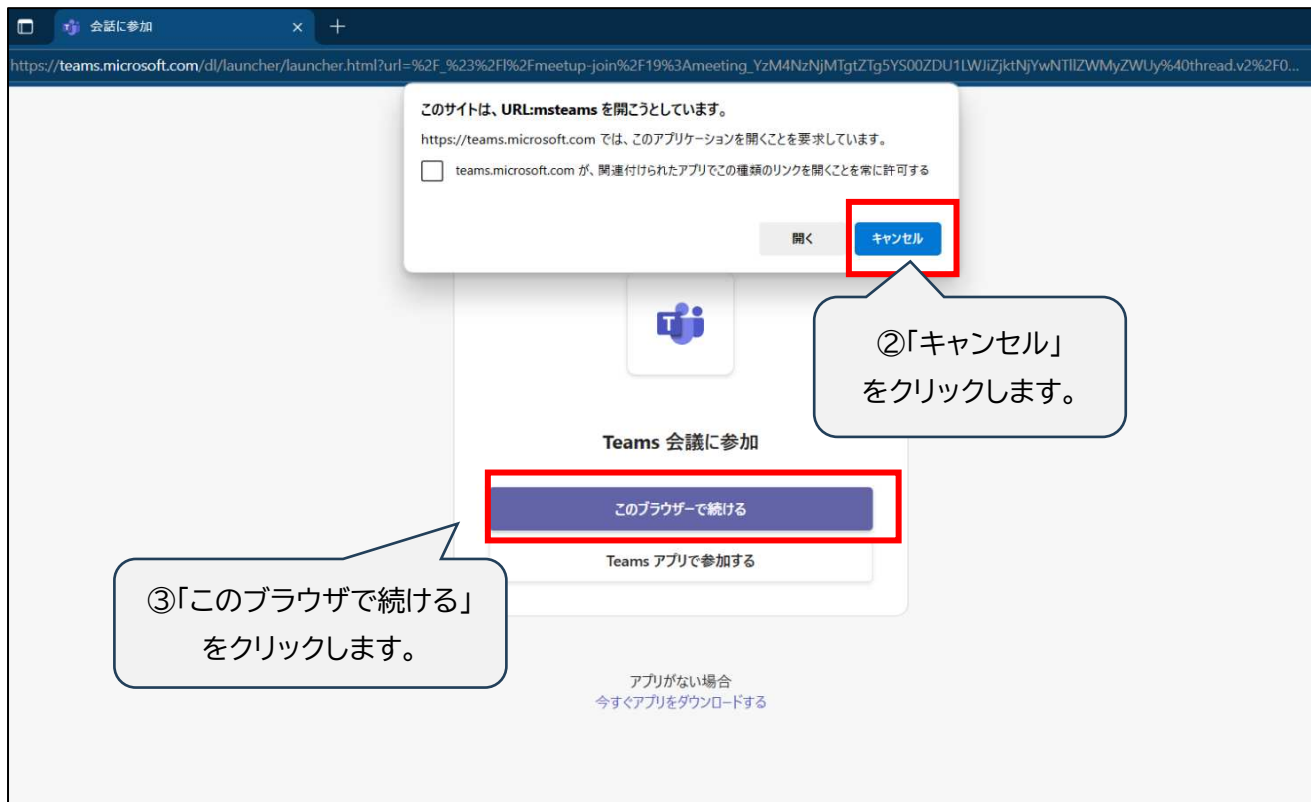 会話に参加
https://teams.microsoft.com/dl/launcher/launcher.html?url=%2F_%23%2Fl%2Fmeetup-join%2F19%3Ameeting_YzM4NzNjMTgtZTg5YS00ZDU1LWJiZjktNjYwNTllZWMyZWUy%40thread.v2%2F0...
このサイトは、URL:msteams を開こうとしています。
https://teams.microsoft.com では、このアプリケーションを開くことを要求しています。
teams.microsoft.com が、関連付けられたアプリでこの種類のリンクを開くことを常に許可する
開く
キャンセル
②「キャンセル」
をクリックします。
Teams 会議に参加
このブラウザーで続ける
Teams アプリで参加する
③「このブラウザで続ける」
をクリックします。
アプリがない場合
今すぐアプリをダウンロードする